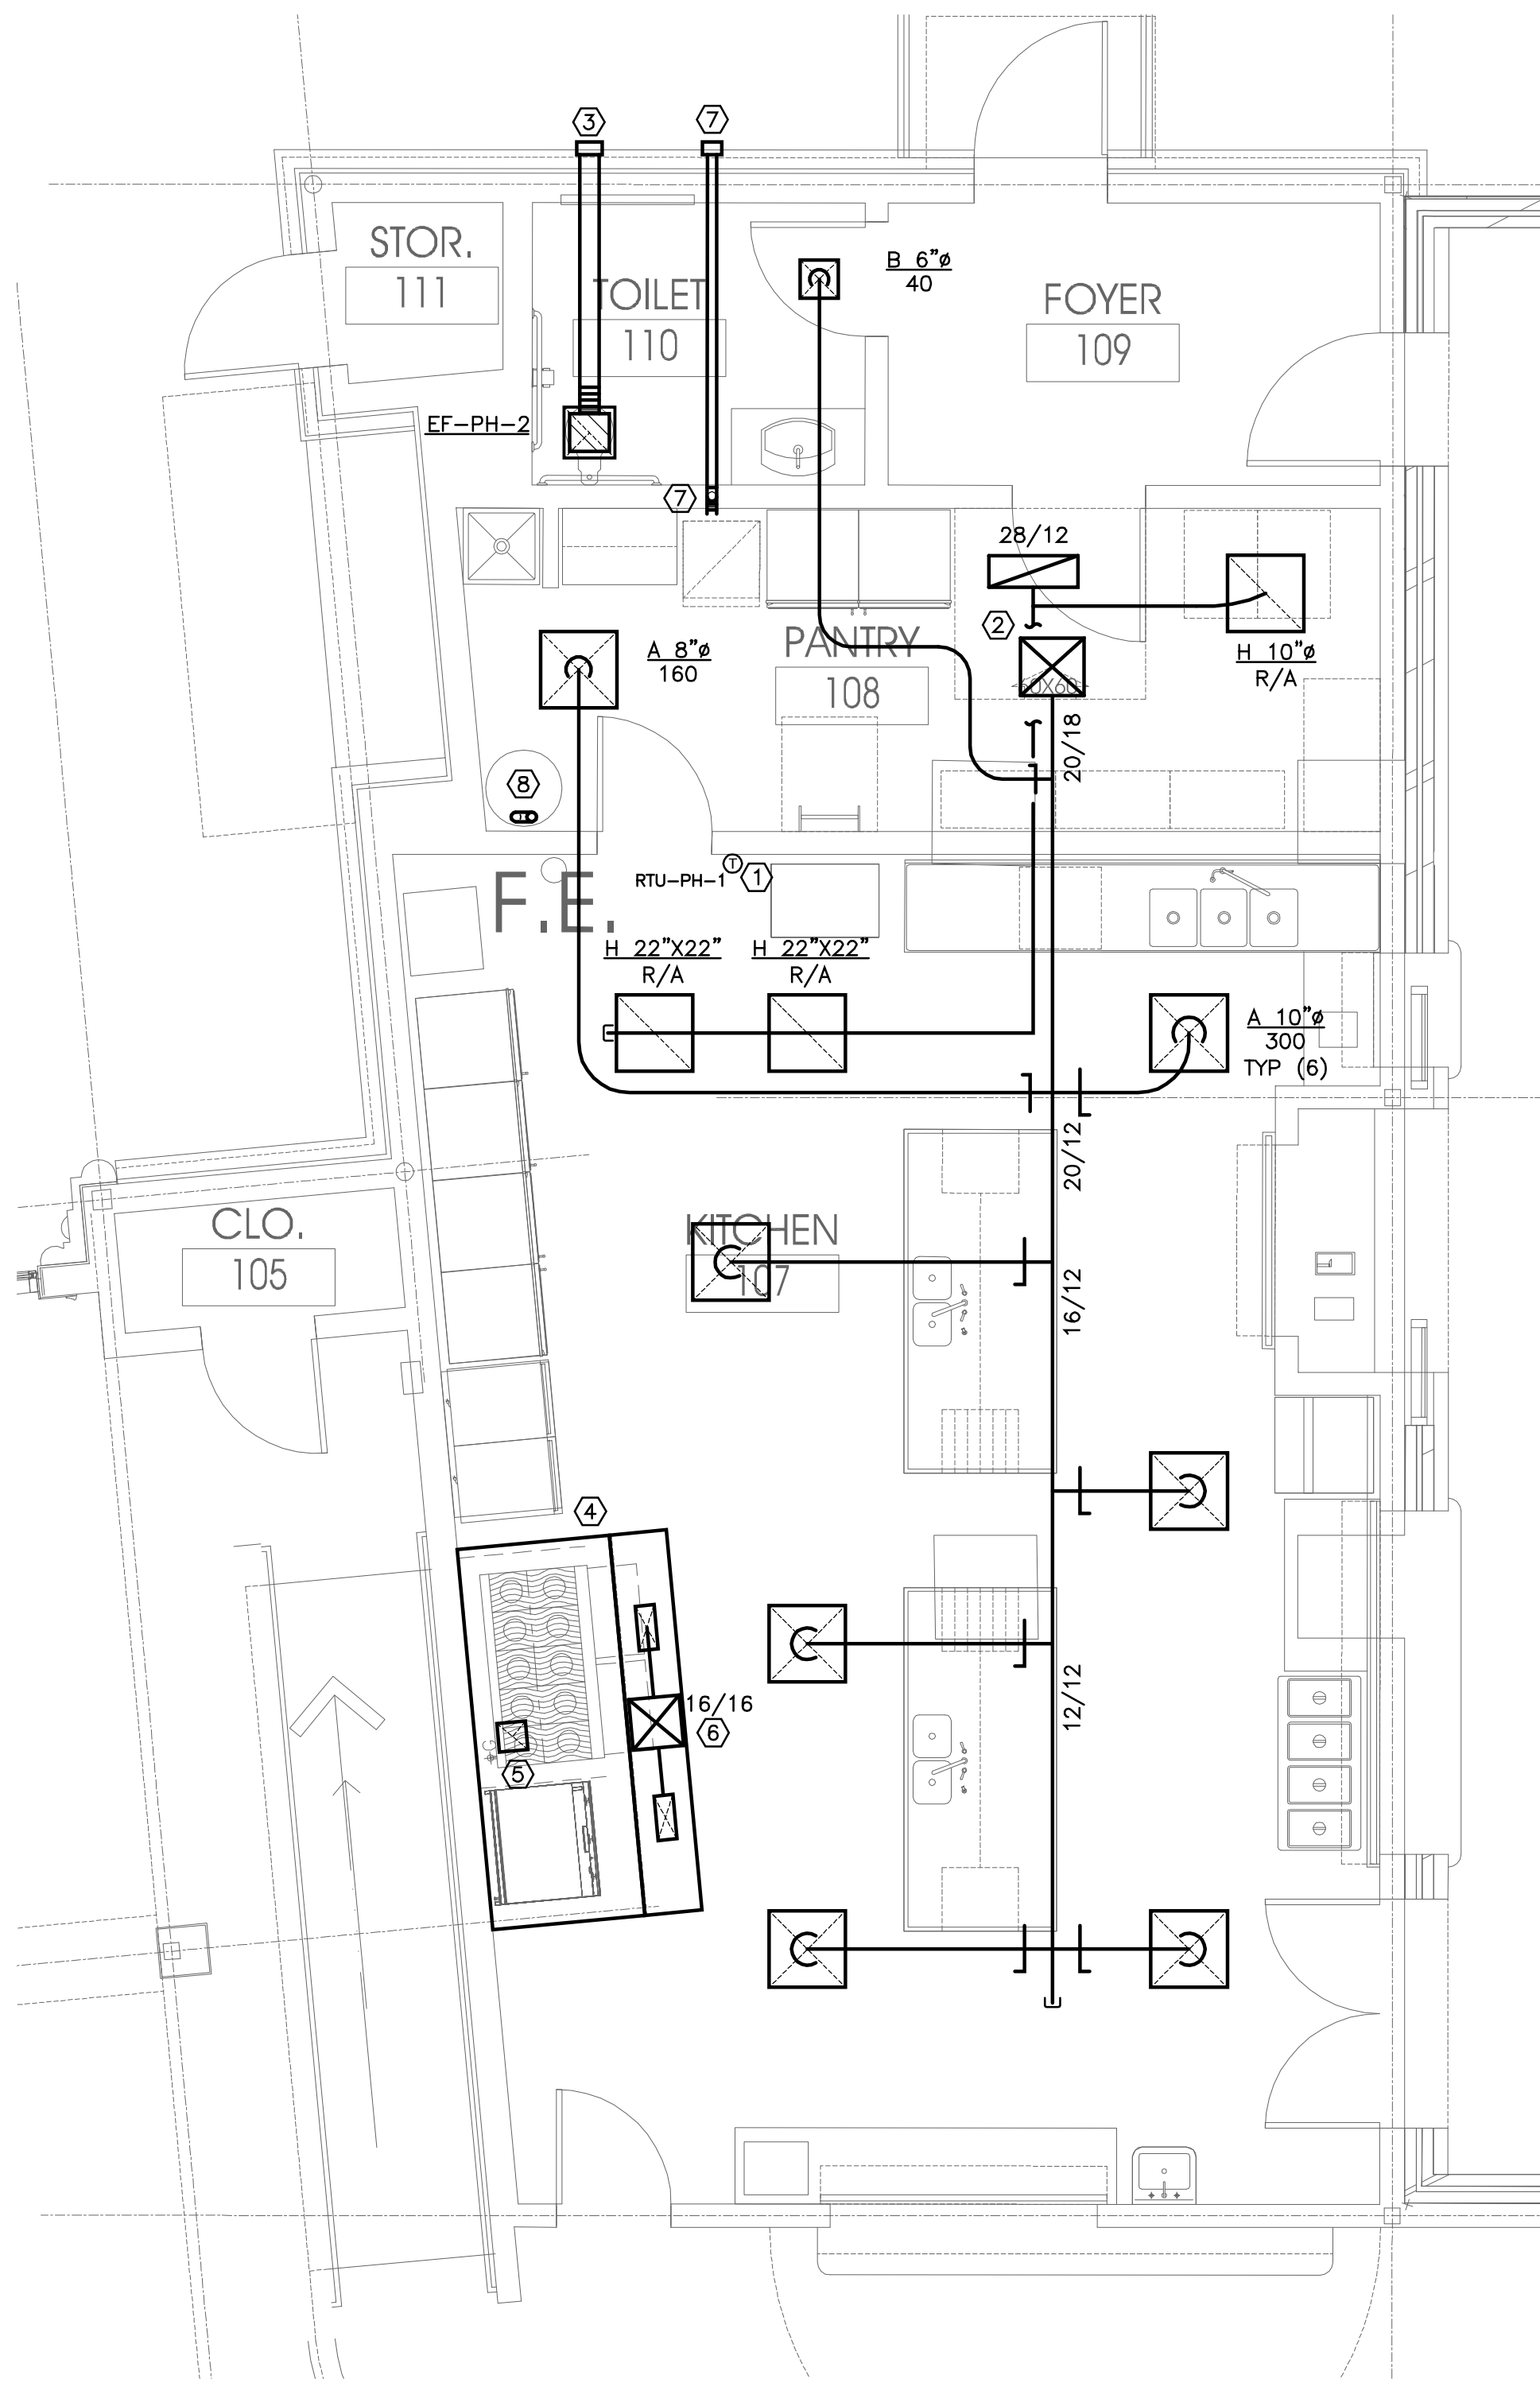 3
7
STOR.
111
TOILET
110
B 6"ø
40
FOYER
109
EF-PH-2
7
28/12
2
A 8"ø
160
PANTRY
108
H 10"ø
R/A
60X60
20/18
8
RTU-PH-1
T
1
F.E.
H 22"X22"
R/A
H 22"X22"
R/A
A 10"ø
300
TYP (6)
20/12
CLO.
105
KITCHEN
107
16/12
4
16/16
6
5
12/12